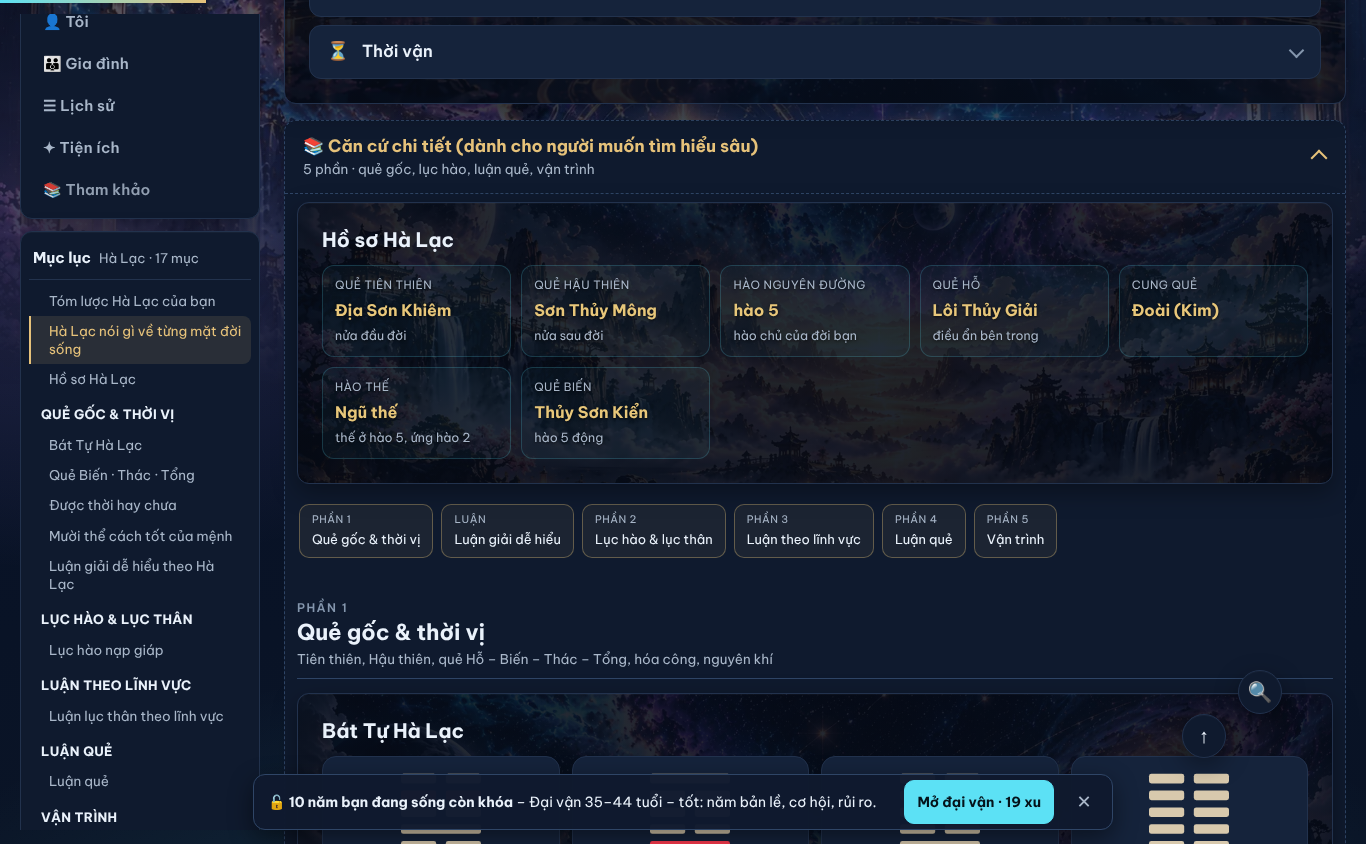 Tôi
Gia đình
Lịch sử
Tiện ích
Tham khảo
Mục lục Hà Lạc · 17 mục
Tóm lược Hà Lạc của bạn
Hà Lạc nói gì về từng mặt đời
sống
Hồ sơ Hà Lạc
QUẺ GỐC & THỜI VỊ
Bát Tự Hà Lạc
Quẻ Biến · Thác · Tổng
Được thời hay chưa
Mười thể cách tốt của mệnh
Luận giải dễ hiểu theo Hà
Lạc
LỤC HÀO & LỤC THÂN
Lục hào nạp giáp
LUẬN THEO LĨNH VỰC
Luận lục thân theo lĩnh vực
LUẬN QUẺ
Luận quẻ
VẬN TRÌNH
Thời vận
Căn cứ chi tiết (dành cho người muốn tìm hiểu sâu)
5 phần · quẻ gốc, lục hào, luận quẻ, vận trình
Hồ sơ Hà Lạc
QUẺ TIÊN THIÊN
Địa Sơn Khiêm
nửa đầu đời
QUẺ HẬU THIÊN
Sơn Thủy Mông
nửa sau đời
HÀO NGUYÊN ĐƯỜNG
hào 5
hào chủ của đời bạn
QUẺ HỖ
Lôi Thủy Giải
điều ẩn bên trong
CUNG QUẺ
Đoài (Kim)
HÀO THẾ
Ngũ thế
thế ở hào 5, ứng hào 2
QUẺ BIẾN
Thủy Sơn Kiển
hào 5 động
PHẦN 1
Quẻ gốc & thời vị
LUẬN
Luận giải dễ hiểu
PHẦN 2
Lục hào & lục thân
PHẦN 3
Luận theo lĩnh vực
PHẦN 4
Luận quẻ
PHẦN 5
Vận trình
PHẦN 1
Quẻ gốc & thời vị
Tiên thiên, Hậu thiên, quẻ Hỗ – Biến – Thác – Tổng, hóa công, nguyên khí
Bát Tự Hà Lạc
↑
10 năm bạn đang sống còn khóa – Đại vận 35–44 tuổi – tốt: năm bản lề, cơ hội, rủi ro.
Mở đại vận · 19 xu
✕